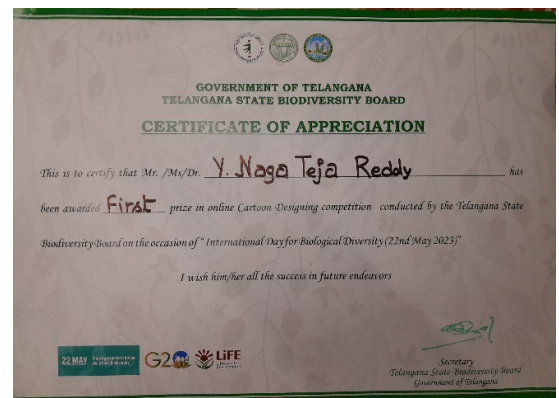 GOVERNMENT OF TELANGANA
TELANGANA STATE BIODIVERSITY BOARD
CERTIFICATE OF APPRECIATION
This is to certify that Mr. /Ms/Dr. Y. Naga Teja Reddy has
been awarded First prize in online Cartoon Designing competition conducted by the Telangana State
Biodiversity Board on the occasion of " International Day for Biological Diversity (22nd May 2023)"
I wish him/her all the success in future endeavors
22 MAY
G20
LiFE
Secretary
Telangana State Biodiversity Board
Government of Telangana